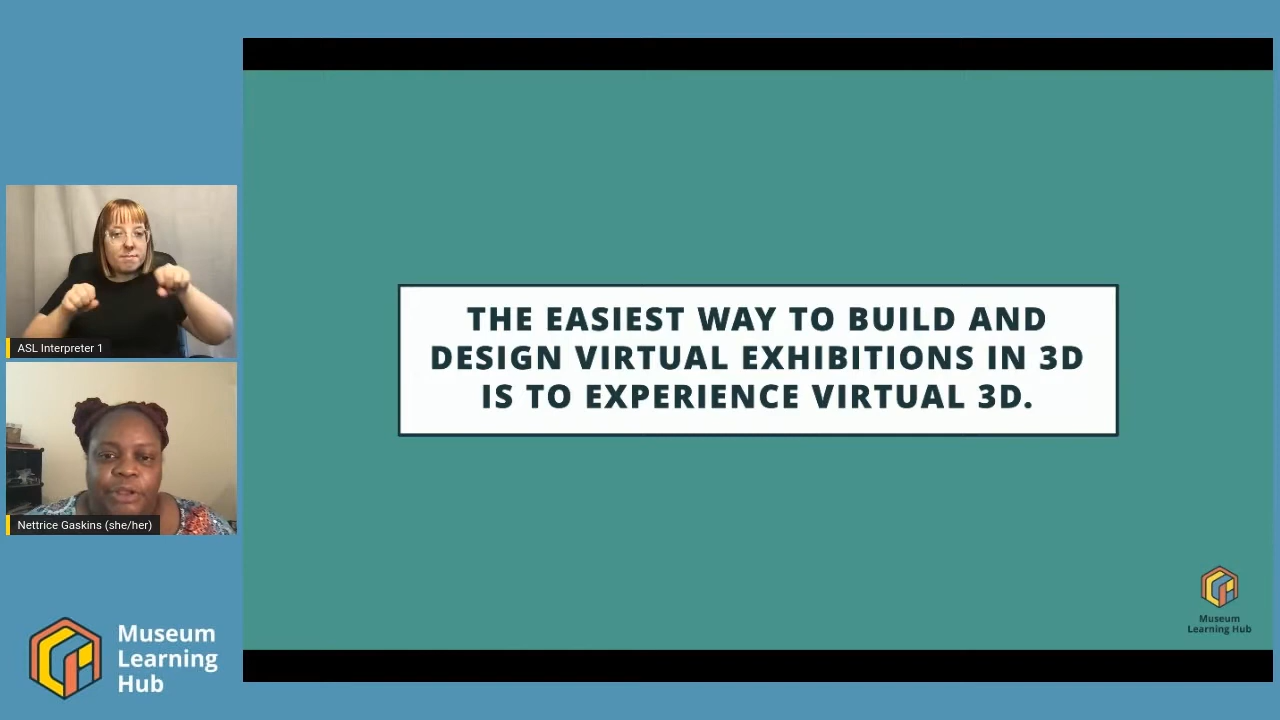 THE EASIEST WAY TO BUILD AND
DESIGN VIRTUAL EXHIBITIONS IN 3D
IS TO EXPERIENCE VIRTUAL 3D.
ASL Interpreter 1
Nettrice Gaskins (she/her)
Museum
Learning
Hub
Museum
Learning Hub